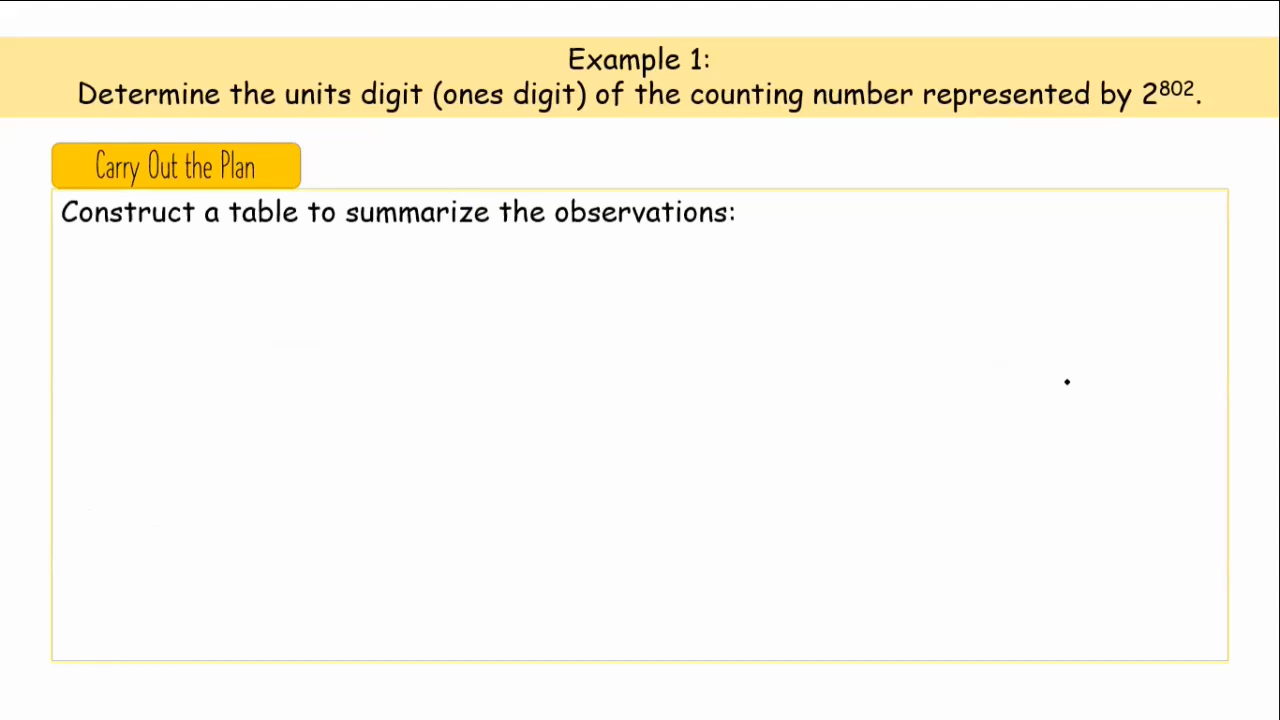 Example 1:
Determine the units digit (ones digit) of the counting number represented by 2⁸⁰².
Carry Out the Plan
Construct a table to summarize the observations: